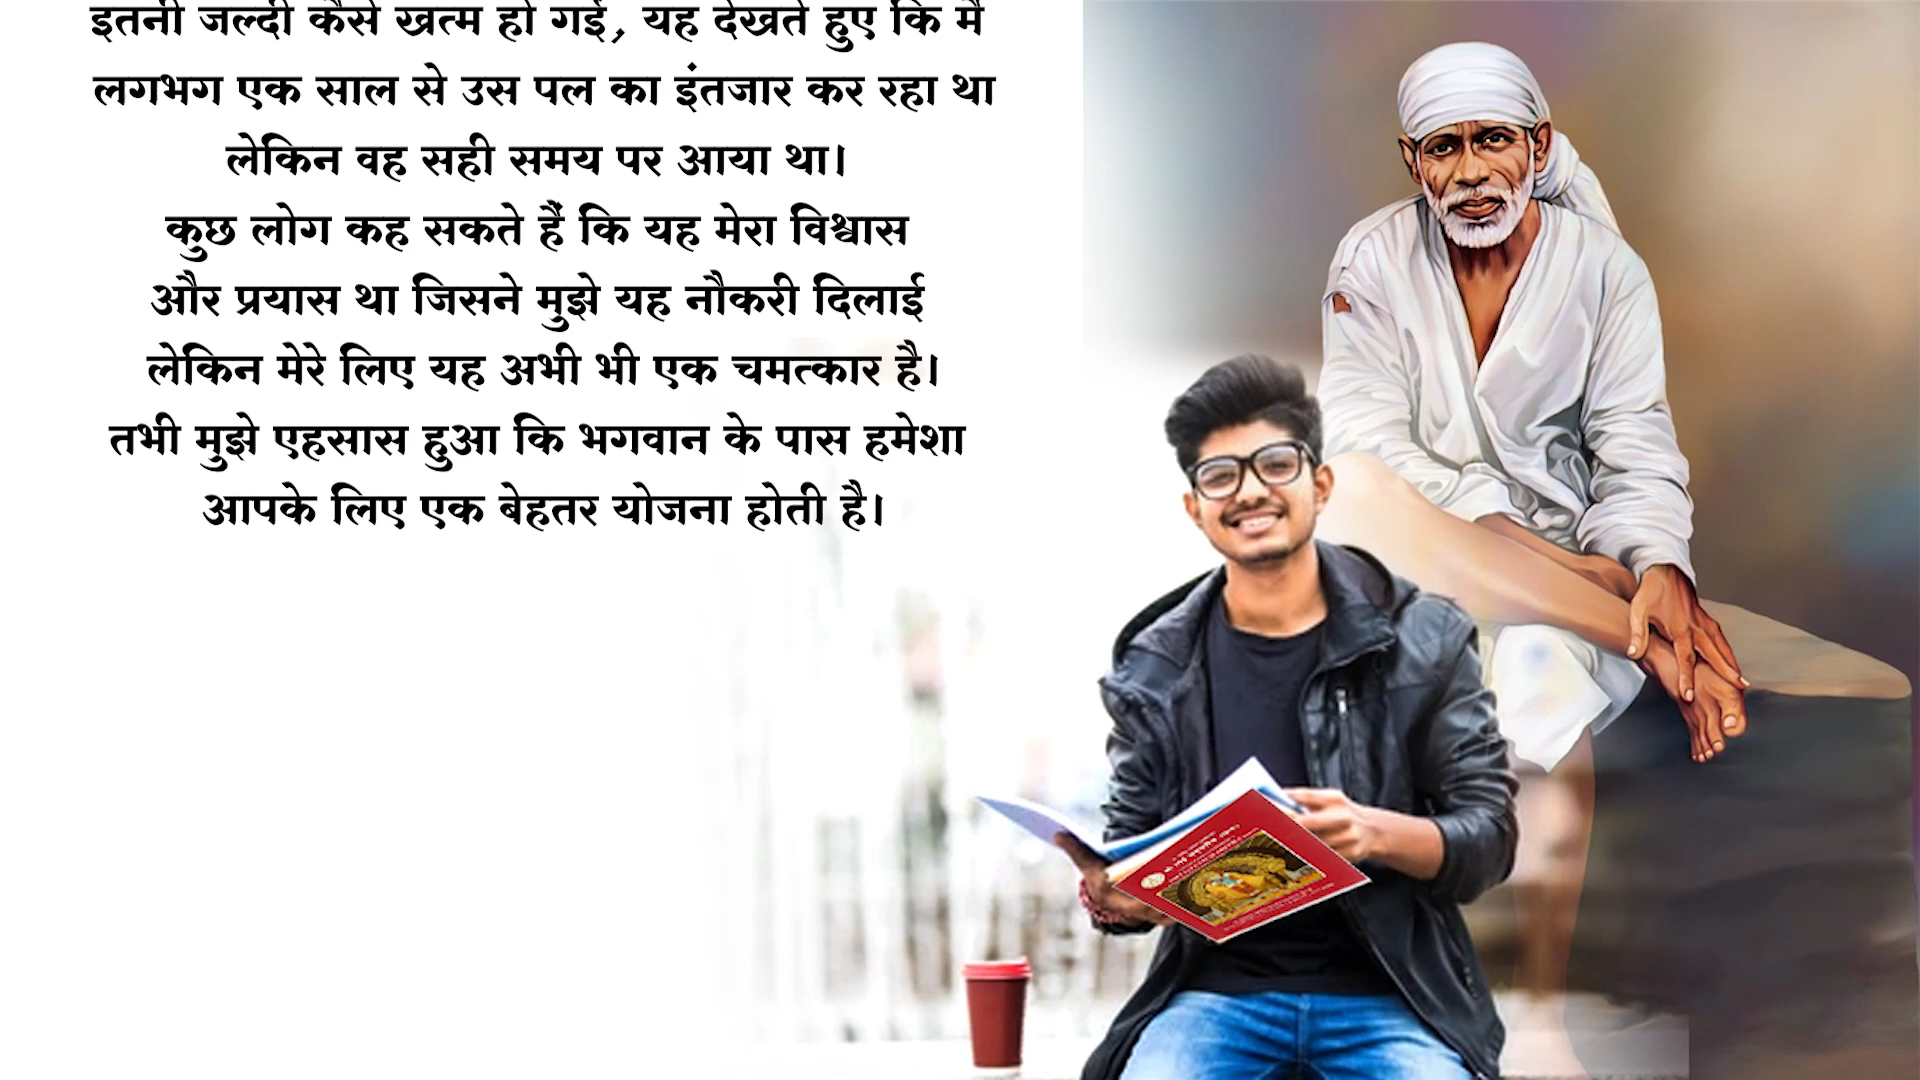 इतनी जल्दी कैसे खत्म हो गई, यह देखते हुए कि मैं
लगभग एक साल से उस पल का इंतजार कर रहा था
लेकिन वह सही समय पर आया था।
कुछ लोग कह सकते हैं कि यह मेरा विश्वास
और प्रयास था जिसने मुझे यह नौकरी दिलाई
लेकिन मेरे लिए यह अभी भी एक चमत्कार है।
तभी मुझे एहसास हुआ कि भगवान के पास हमेशा
आपके लिए एक बेहतर योजना होती है।